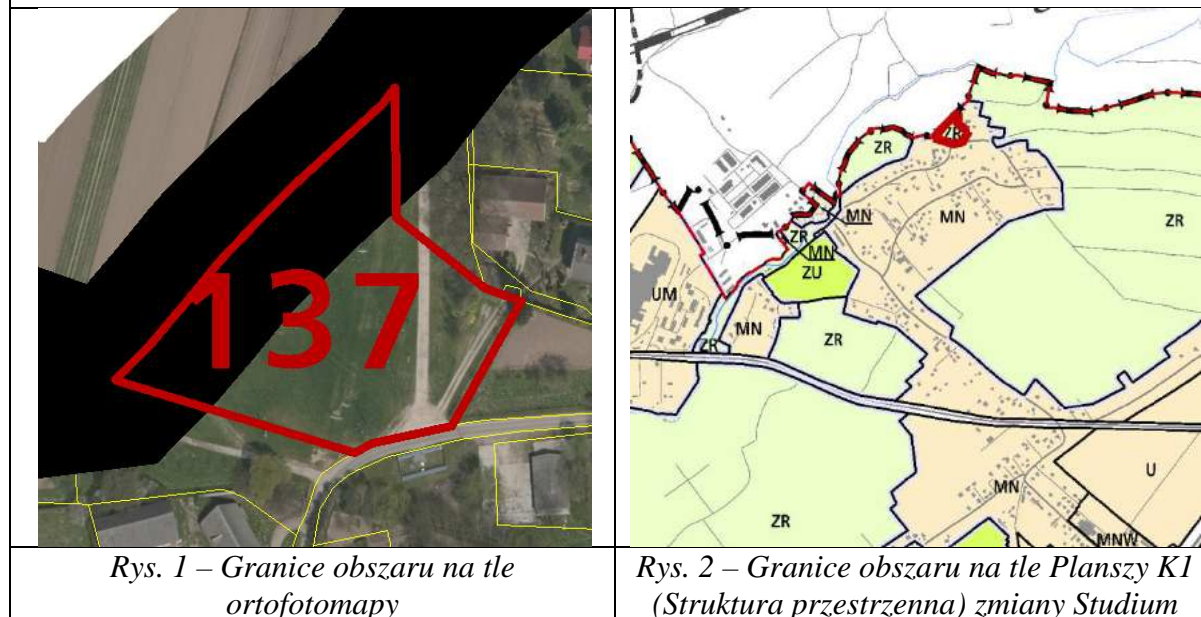 137
ZR
ZR
MN
MN
ZR
ZR
MN
ZU
UM
MN
ZR
ZR
U
MN
ZR
MNW
Rys. 1 – Granice obszaru na tle
ortofotomapy
Rys. 2 – Granice obszaru na tle Planszy K1
(Struktura przestrzenna) zmiany Studium